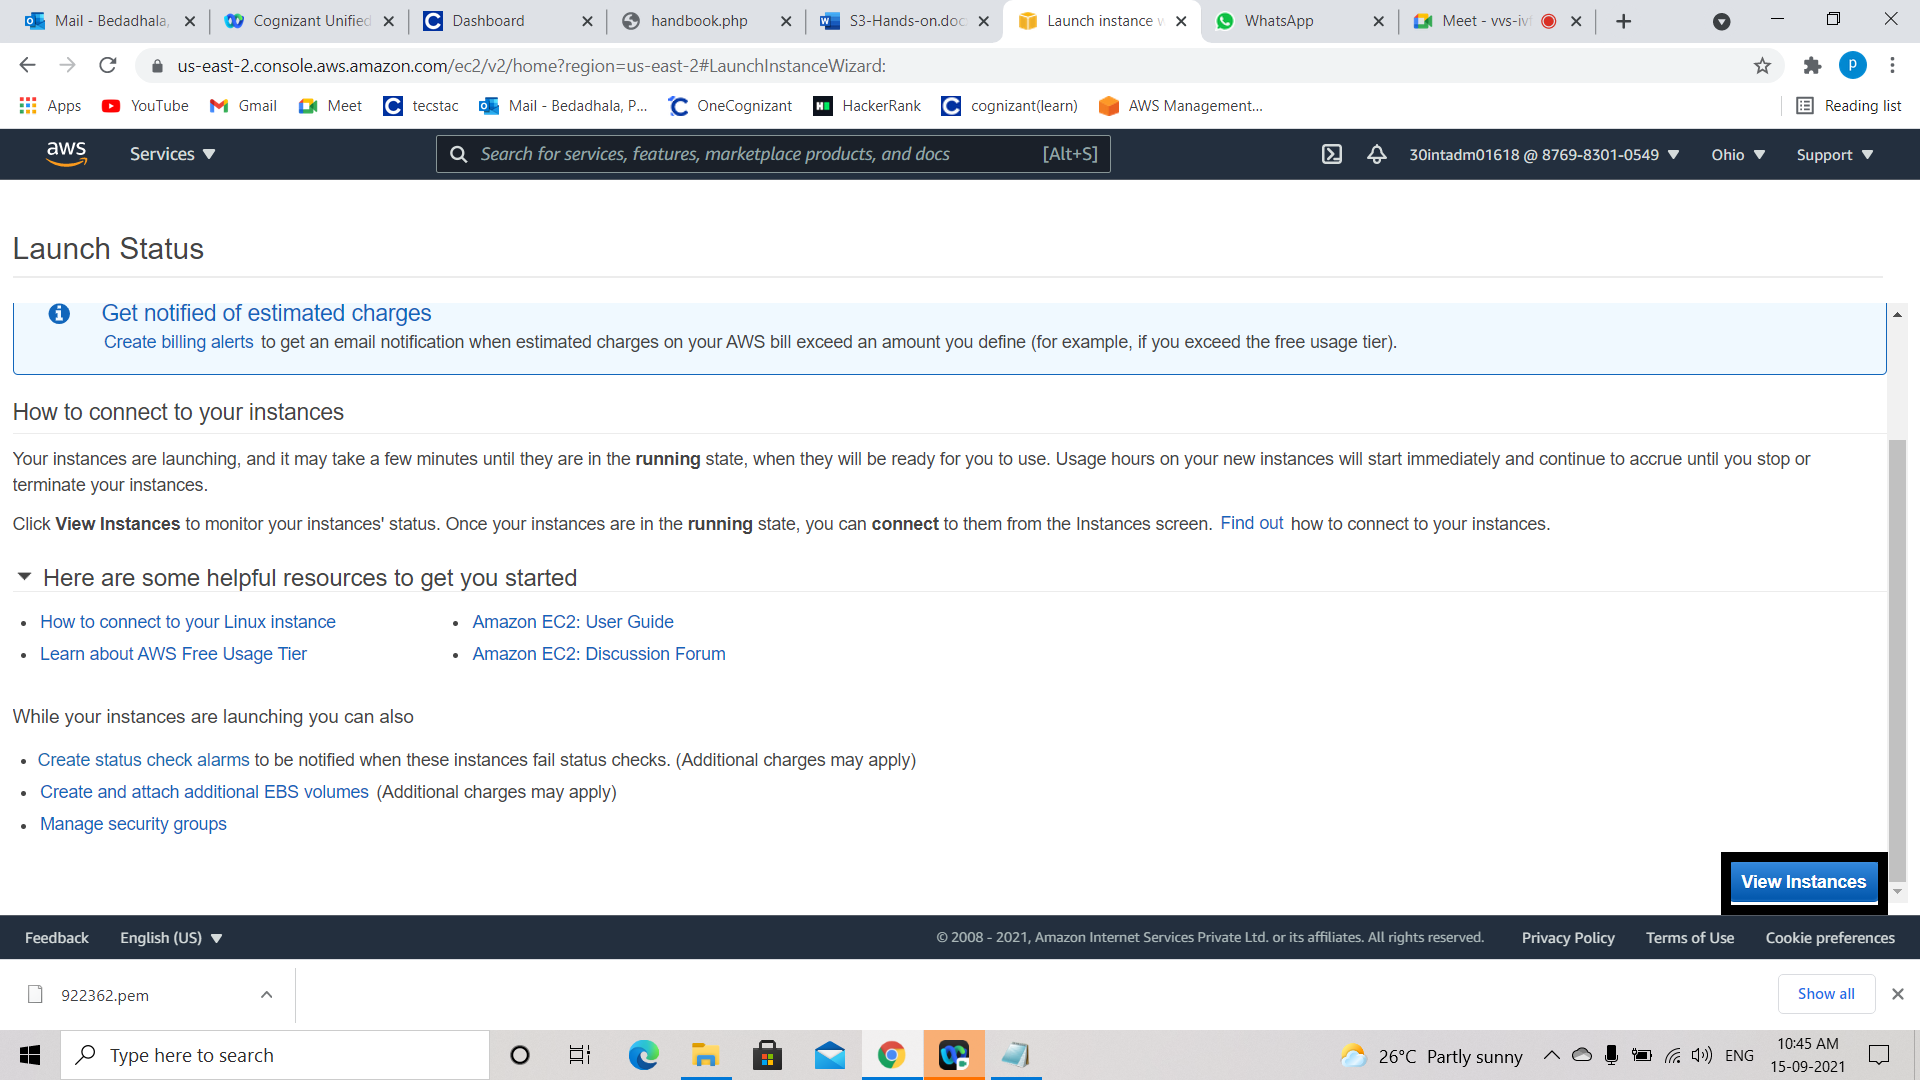 Mail - Bedadhala,
Cognizant Unified
Dashboard
handbook.php
S3-Hands-on.doc
Launch instance w
WhatsApp
Meet - vvs-ivt
us-east-2.console.aws.amazon.com/ec2/v2/home?region=us-east-2#LaunchInstanceWizard:
P
Apps
YouTube
Gmail
Meet
tecstac
Mail - Bedadhala, P...
OneCognizant
HackerRank
cognizant(learn)
AWS Management...
Reading list
aws
Services
Search for services, features, marketplace products, and docs
[Alt+S]
30intadm01618 @ 8769-8301-0549
Ohio
Support
Launch Status
Get notified of estimated charges
Create billing alerts to get an email notification when estimated charges on your AWS bill exceed an amount you define (for example, if you exceed the free usage tier).
How to connect to your instances
Your instances are launching, and it may take a few minutes until they are in the running state, when they will be ready for you to use. Usage hours on your new instances will start immediately and continue to accrue until you stop or
terminate your instances.
Click View Instances to monitor your instances' status. Once your instances are in the running state, you can connect to them from the Instances screen. Find out how to connect to your instances.
Here are some helpful resources to get you started
How to connect to your Linux instance
Amazon EC2: User Guide
Learn about AWS Free Usage Tier
Amazon EC2: Discussion Forum
While your instances are launching you can also
Create status check alarms to be notified when these instances fail status checks. (Additional charges may apply)
Create and attach additional EBS volumes (Additional charges may apply)
Manage security groups
View Instances
Feedback
English (US)
© 2008 - 2021, Amazon Internet Services Private Ltd. or its affiliates. All rights reserved.
Privacy Policy
Terms of Use
Cookie preferences
922362.pem
Show all
Type here to search
26°C Partly sunny
ENG
10:45 AM
15-09-2021